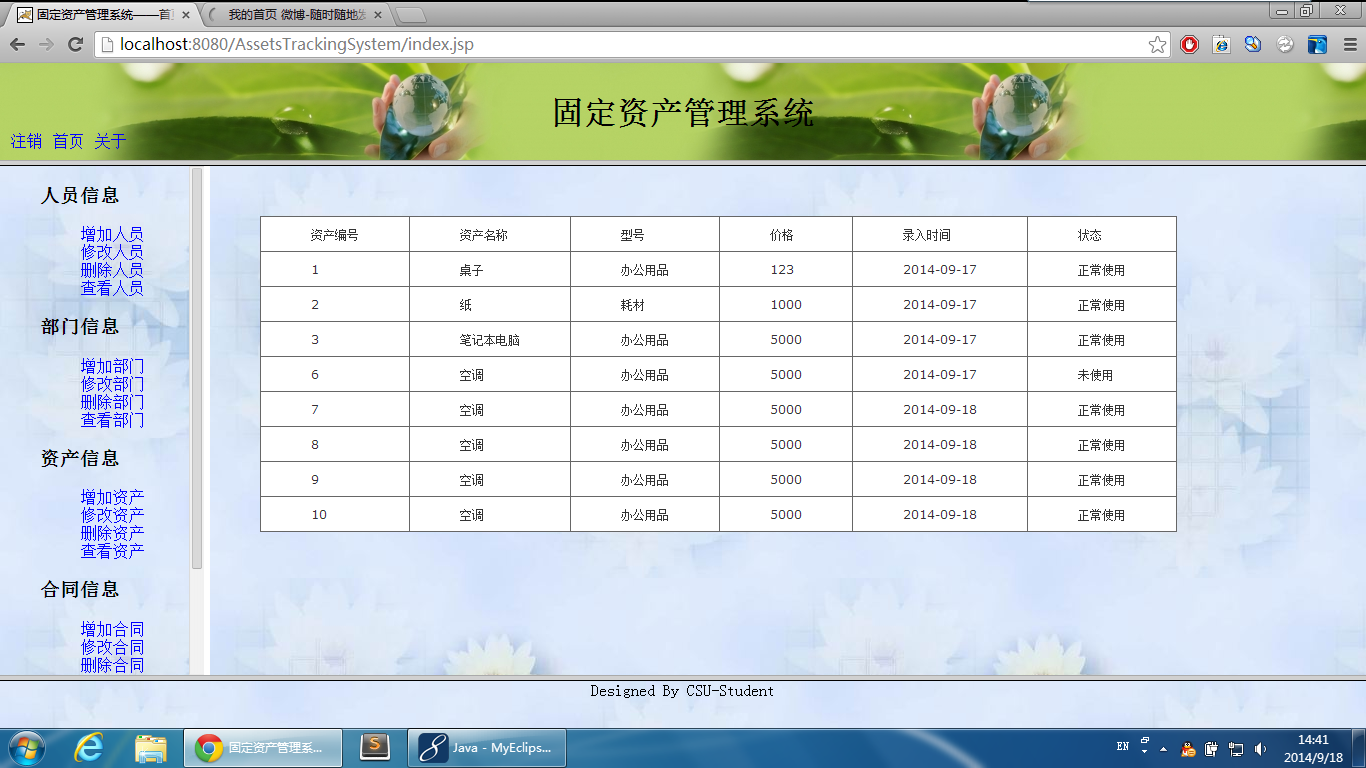 固定资产管理系统——首
我的首页 微博-随时随地
localhost:8080/AssetsTrackingSystem/index.jsp
固定资产管理系统
注销 首页 关于
人员信息
增加人员
修改人员
删除人员
查看人员
部门信息
增加部门
修改部门
删除部门
查看部门
资产信息
增加资产
修改资产
删除资产
查看资产
合同信息
增加合同
修改合同
删除合同
资产编号 资产名称 型号 价格 录入时间 状态
1 桌子 办公用品 123 2014-09-17 正常使用
2 纸 耗材 1000 2014-09-17 正常使用
3 笔记本电脑 办公用品 5000 2014-09-17 正常使用
6 空调 办公用品 5000 2014-09-17 未使用
7 空调 办公用品 5000 2014-09-18 正常使用
8 空调 办公用品 5000 2014-09-18 正常使用
9 空调 办公用品 5000 2014-09-18 正常使用
10 空调 办公用品 5000 2014-09-18 正常使用
Designed By CSU-Student
固定资产管理系...
Java - MyEclips...
EN
14:41
2014/9/18